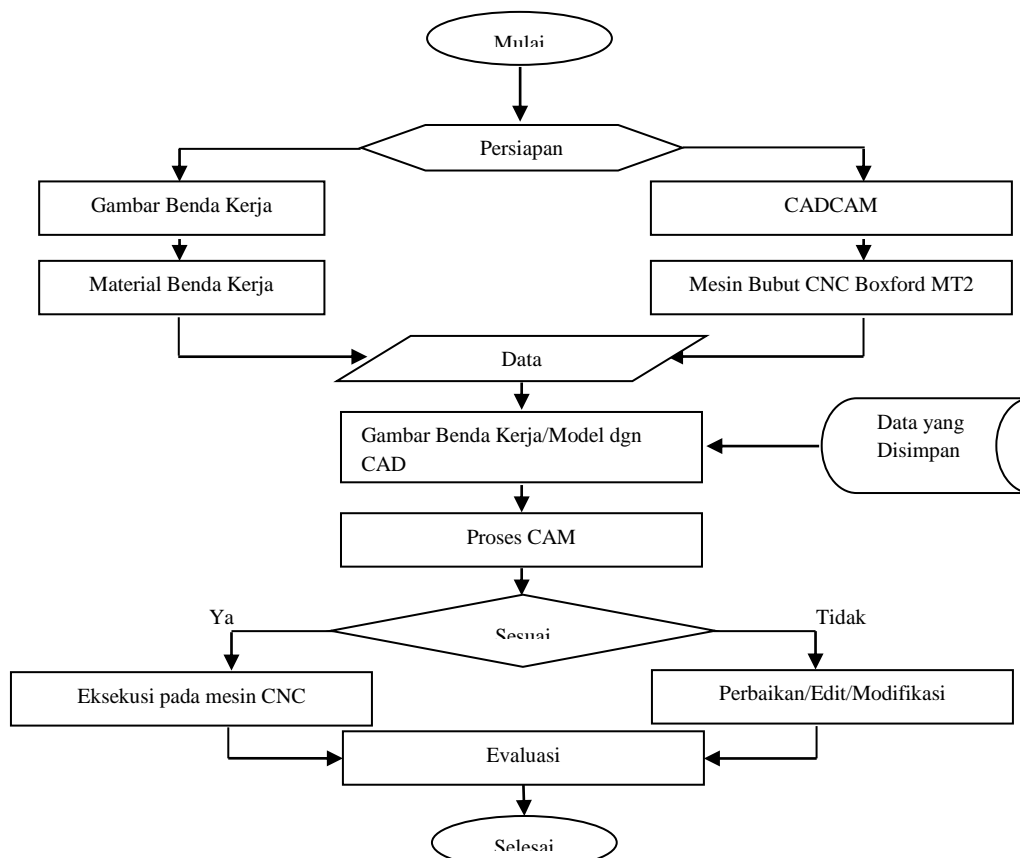 Mulai
Persiapan
Gambar Benda Kerja
CADCAM
Material Benda Kerja
Mesin Bubut CNC Boxford MT2
Data
Gambar Benda Kerja/Model dgn
CAD
Data yang
Disimpan
Proses CAM
Ya
Tidak
Sesuai
Eksekusi pada mesin CNC
Perbaikan/Edit/Modifikasi
Evaluasi
Selesai